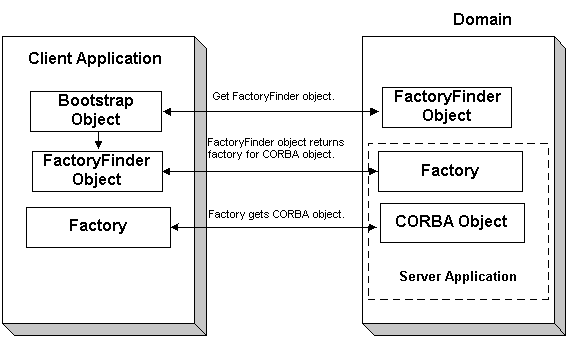 Domain
Client Application
Bootstrap
Object
Get FactoryFinder object.
FactoryFinder
Object
FactoryFinder
Object
FactoryFinder object returns
factory for CORBA object.
Factory
Factory
Factory gets CORBA object.
CORBA Object
Server Application